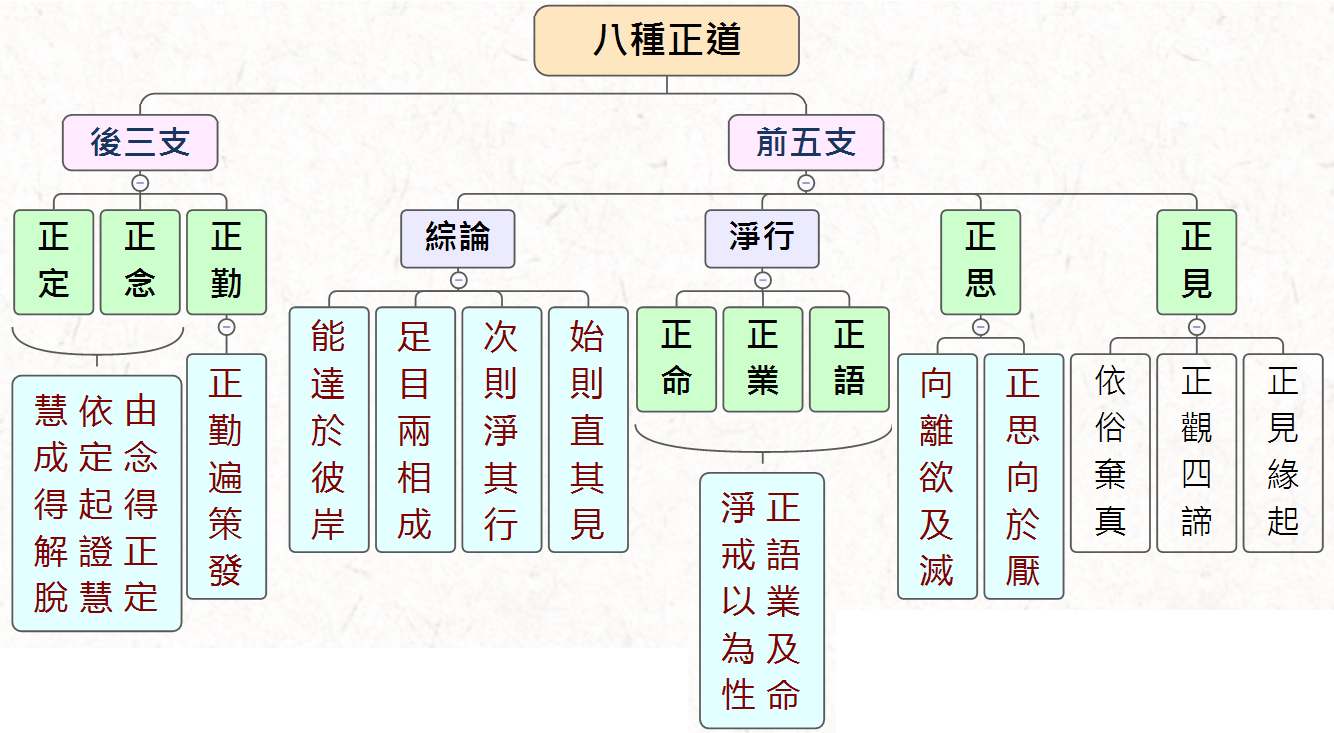 八種正道
前五支
正見
正見緣起
正觀四諦
依俗棄真
正思
正思向於厭
向離欲及滅
淨行
正語
正業
正命
正語業及命
淨戒以為性
綜論
始則直其見
次則淨其行
足目兩相成
能達於彼岸
後三支
正勤
正勤遍策發
正念
正定
由念得正定
依定起證慧
慧成得解脫